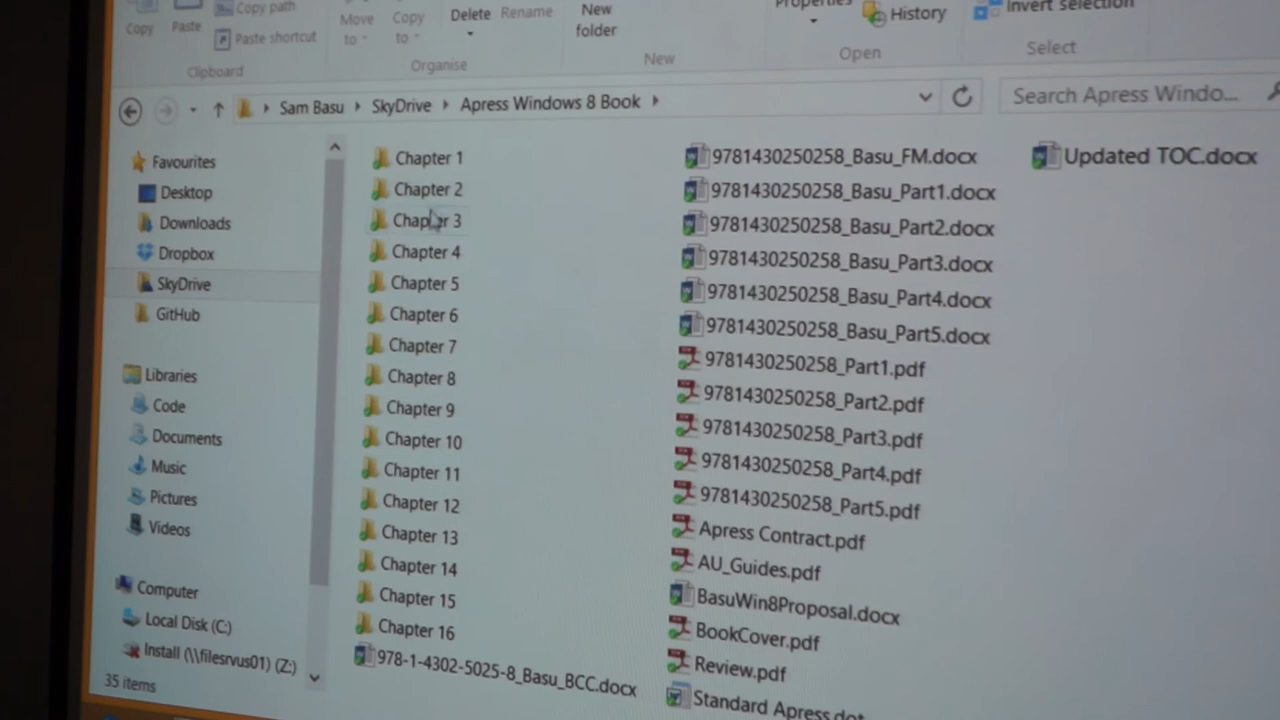 Copy
Paste
Copy path
Paste shortcut
Clipboard
Move to
Copy to
Delete
Rename
Organise
New folder
New
Properties
History
Open
Invert selection
Select
Sam Basu
SkyDrive
Apress Windows 8 Book
Search Apress Windo...
Favourites
Desktop
Downloads
Dropbox
SkyDrive
GitHub
Libraries
Code
Documents
Music
Pictures
Videos
Computer
Local Disk (C:)
Install (\\filesrvus01) (Z:)
35 items
Chapter 1
Chapter 2
Chapter 3
Chapter 4
Chapter 5
Chapter 6
Chapter 7
Chapter 8
Chapter 9
Chapter 10
Chapter 11
Chapter 12
Chapter 13
Chapter 14
Chapter 15
Chapter 16
978-1-4302-5025-8_Basu_BCC.docx
9781430250258_Basu_FM.docx
9781430250258_Basu_Part1.docx
9781430250258_Basu_Part2.docx
9781430250258_Basu_Part3.docx
9781430250258_Basu_Part4.docx
9781430250258_Basu_Part5.docx
9781430250258_Part1.pdf
9781430250258_Part2.pdf
9781430250258_Part3.pdf
9781430250258_Part4.pdf
9781430250258_Part5.pdf
Apress Contract.pdf
AU_Guides.pdf
BasuWin8Proposal.docx
BookCover.pdf
Review.pdf
Standard Apress.dot
Updated TOC.docx